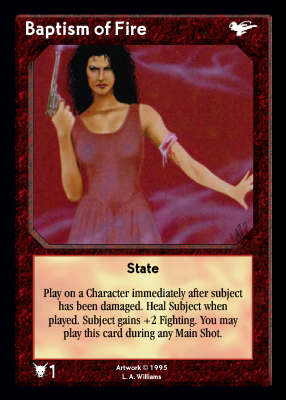 Baptism of Fire
State
Play on a Character immediately after subject
has been damaged. Heal Subject when
played. Subject gains +2 Fighting. You may
play this card during any Main Shot.
1
Artwork © 1995
L. A. Williams